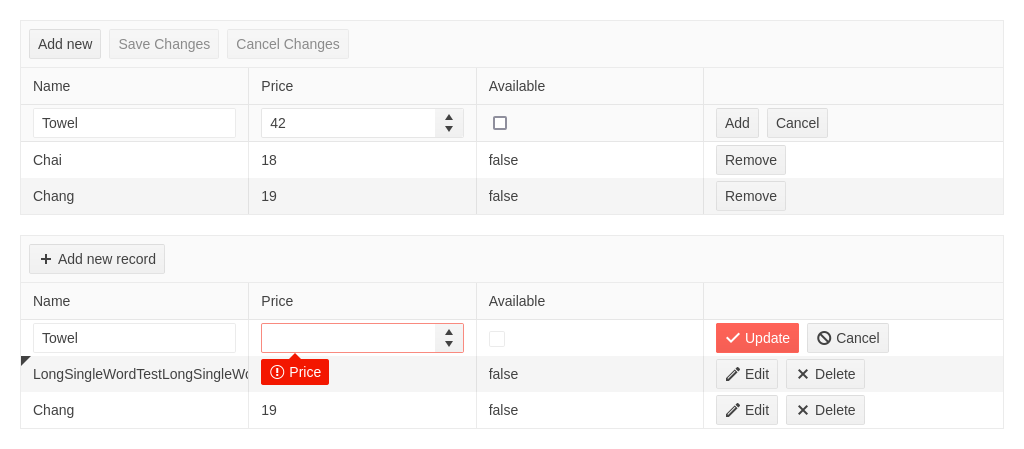 Add new Save Changes Cancel Changes
Name Price Available
Towel 42 Add Cancel
Chai 18 false Remove
Chang 19 false Remove
Add new record
Name Price Available
Towel Update Cancel
Price
LongSingleWordTestLongSingleWo false Edit Delete
Chang 19 false Edit Delete